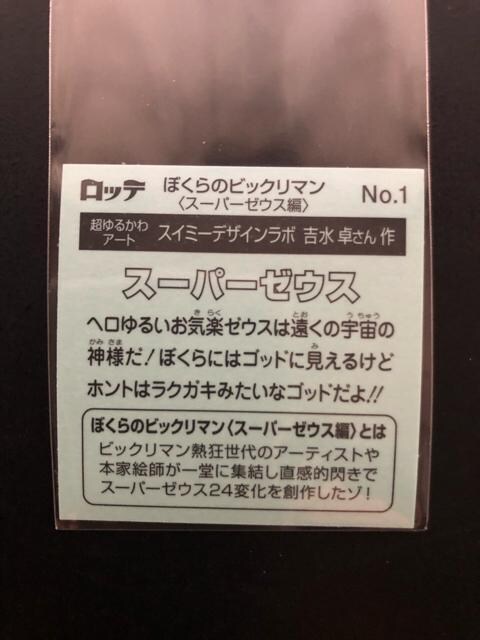 ロッテ ぼくらのビックリマン No.1
〈スーパーゼウス編〉
超ゆるかわ
アート スイミーデザインラボ 吉水 卓さん 作
スーパーゼウス
ヘロゆるいお気楽ゼウスは遠くの宇宙の
神様だ!ぼくらにはゴッドに見えるけど
ホントはラクガキみたいなゴッドだよ!!
ぼくらのビックリマン〈スーパーゼウス編〉とは
ビックリマン熱狂世代のアーティストや
本家絵師が一堂に集結し直感的閃きで
スーパーゼウス24変化を創作したゾ!